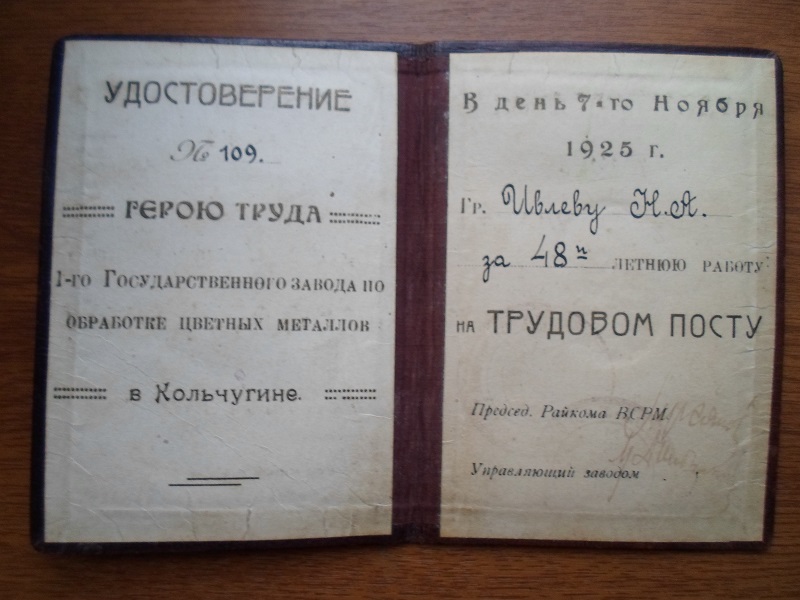 УДОСТОВЕРЕНИЕ
№ 109.
ГЕРОЮ ТРУДА
1-го Государственного завода по
обработке цветных металлов
в Кольчугине.
В день 7-го Ноября
1925 г.
Гр. Ивлеву Н.А.
за 48ми летнюю работу
на ТРУДОВОМ ПОСТУ
Председ. Райкома ВСРМ
Управляющий заводом